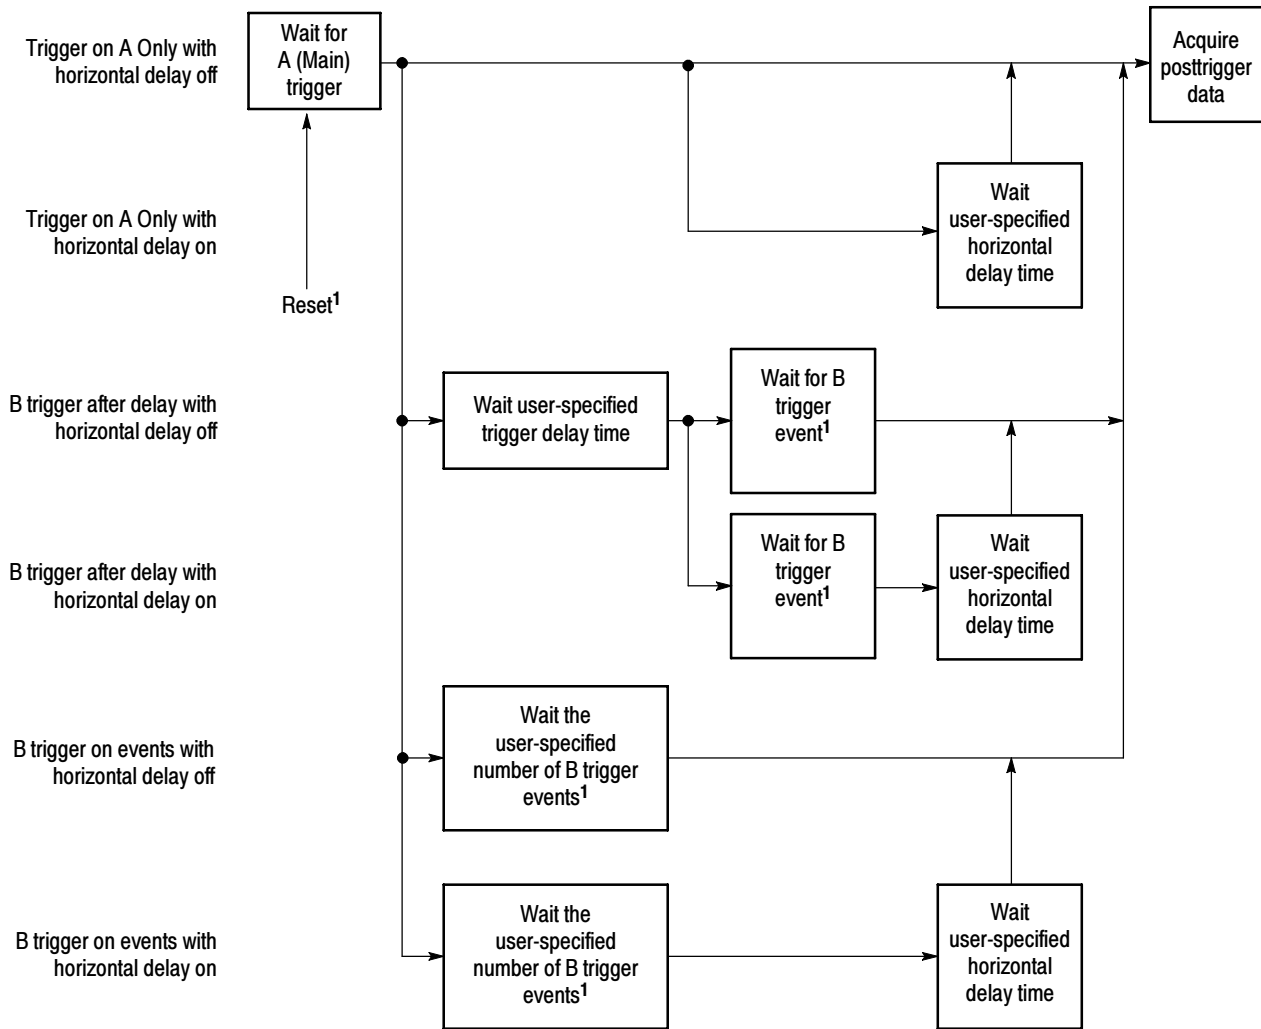 Trigger on A Only with
horizontal delay off
Wait for
A (Main)
trigger
Acquire
posttrigger
data
Trigger on A Only with
horizontal delay on
Wait
user-specified
horizontal
delay time
Reset1
B trigger after delay with
horizontal delay off
Wait user-specified
trigger delay time
Wait for B
trigger
event1
B trigger after delay with
horizontal delay on
Wait for B
trigger
event1
Wait
user-specified
horizontal
delay time
B trigger on events with
horizontal delay off
Wait the
user-specified
number of B trigger
events1
B trigger on events with
horizontal delay on
Wait the
user-specified
number of B trigger
events1
Wait
user-specified
horizontal
delay time